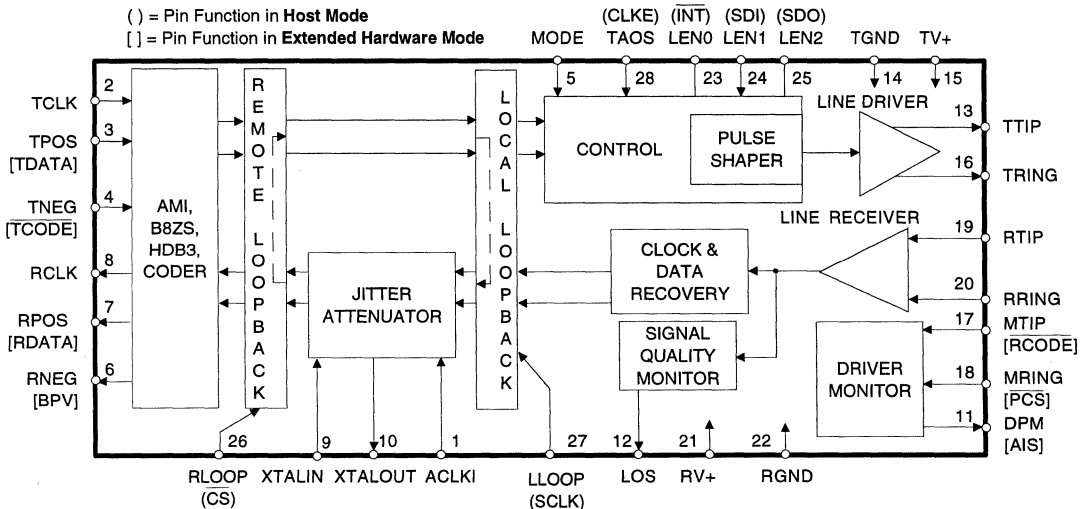 ( ) = Pin Function in Host Mode
[ ] = Pin Function in Extended Hardware Mode
(CLKE) (INT) (SDI) (SDO)
MODE TAOS LEN0 LEN1 LEN2 TGND TV+
5 28 23 24 25 14 15
TCLK 2
TPOS 3
[TDATA]
TNEG 4
[TCODE]
RCLK 8
RPOS 7
[RDATA]
RNEG 6
[BPV]
AMI,
B8ZS,
HDB3,
CODER
REMOTE LOOPBACK
JITTER
ATTENUATOR
LOCAL LOOPBACK
CONTROL
PULSE
SHAPER
LINE DRIVER
13 TTIP
16 TRING
LINE RECEIVER
19 RTIP
20 RRING
CLOCK &
DATA
RECOVERY
SIGNAL
QUALITY
MONITOR
DRIVER
MONITOR
17 MTIP
[RCODE]
18 MRING
[PCS]
11 DPM
[AIS]
26 9 10 1 27 12 21 22
RLOOP XTALIN XTALOUT ACLKI LLOOP LOS RV+ RGND
(CS) (SCLK)